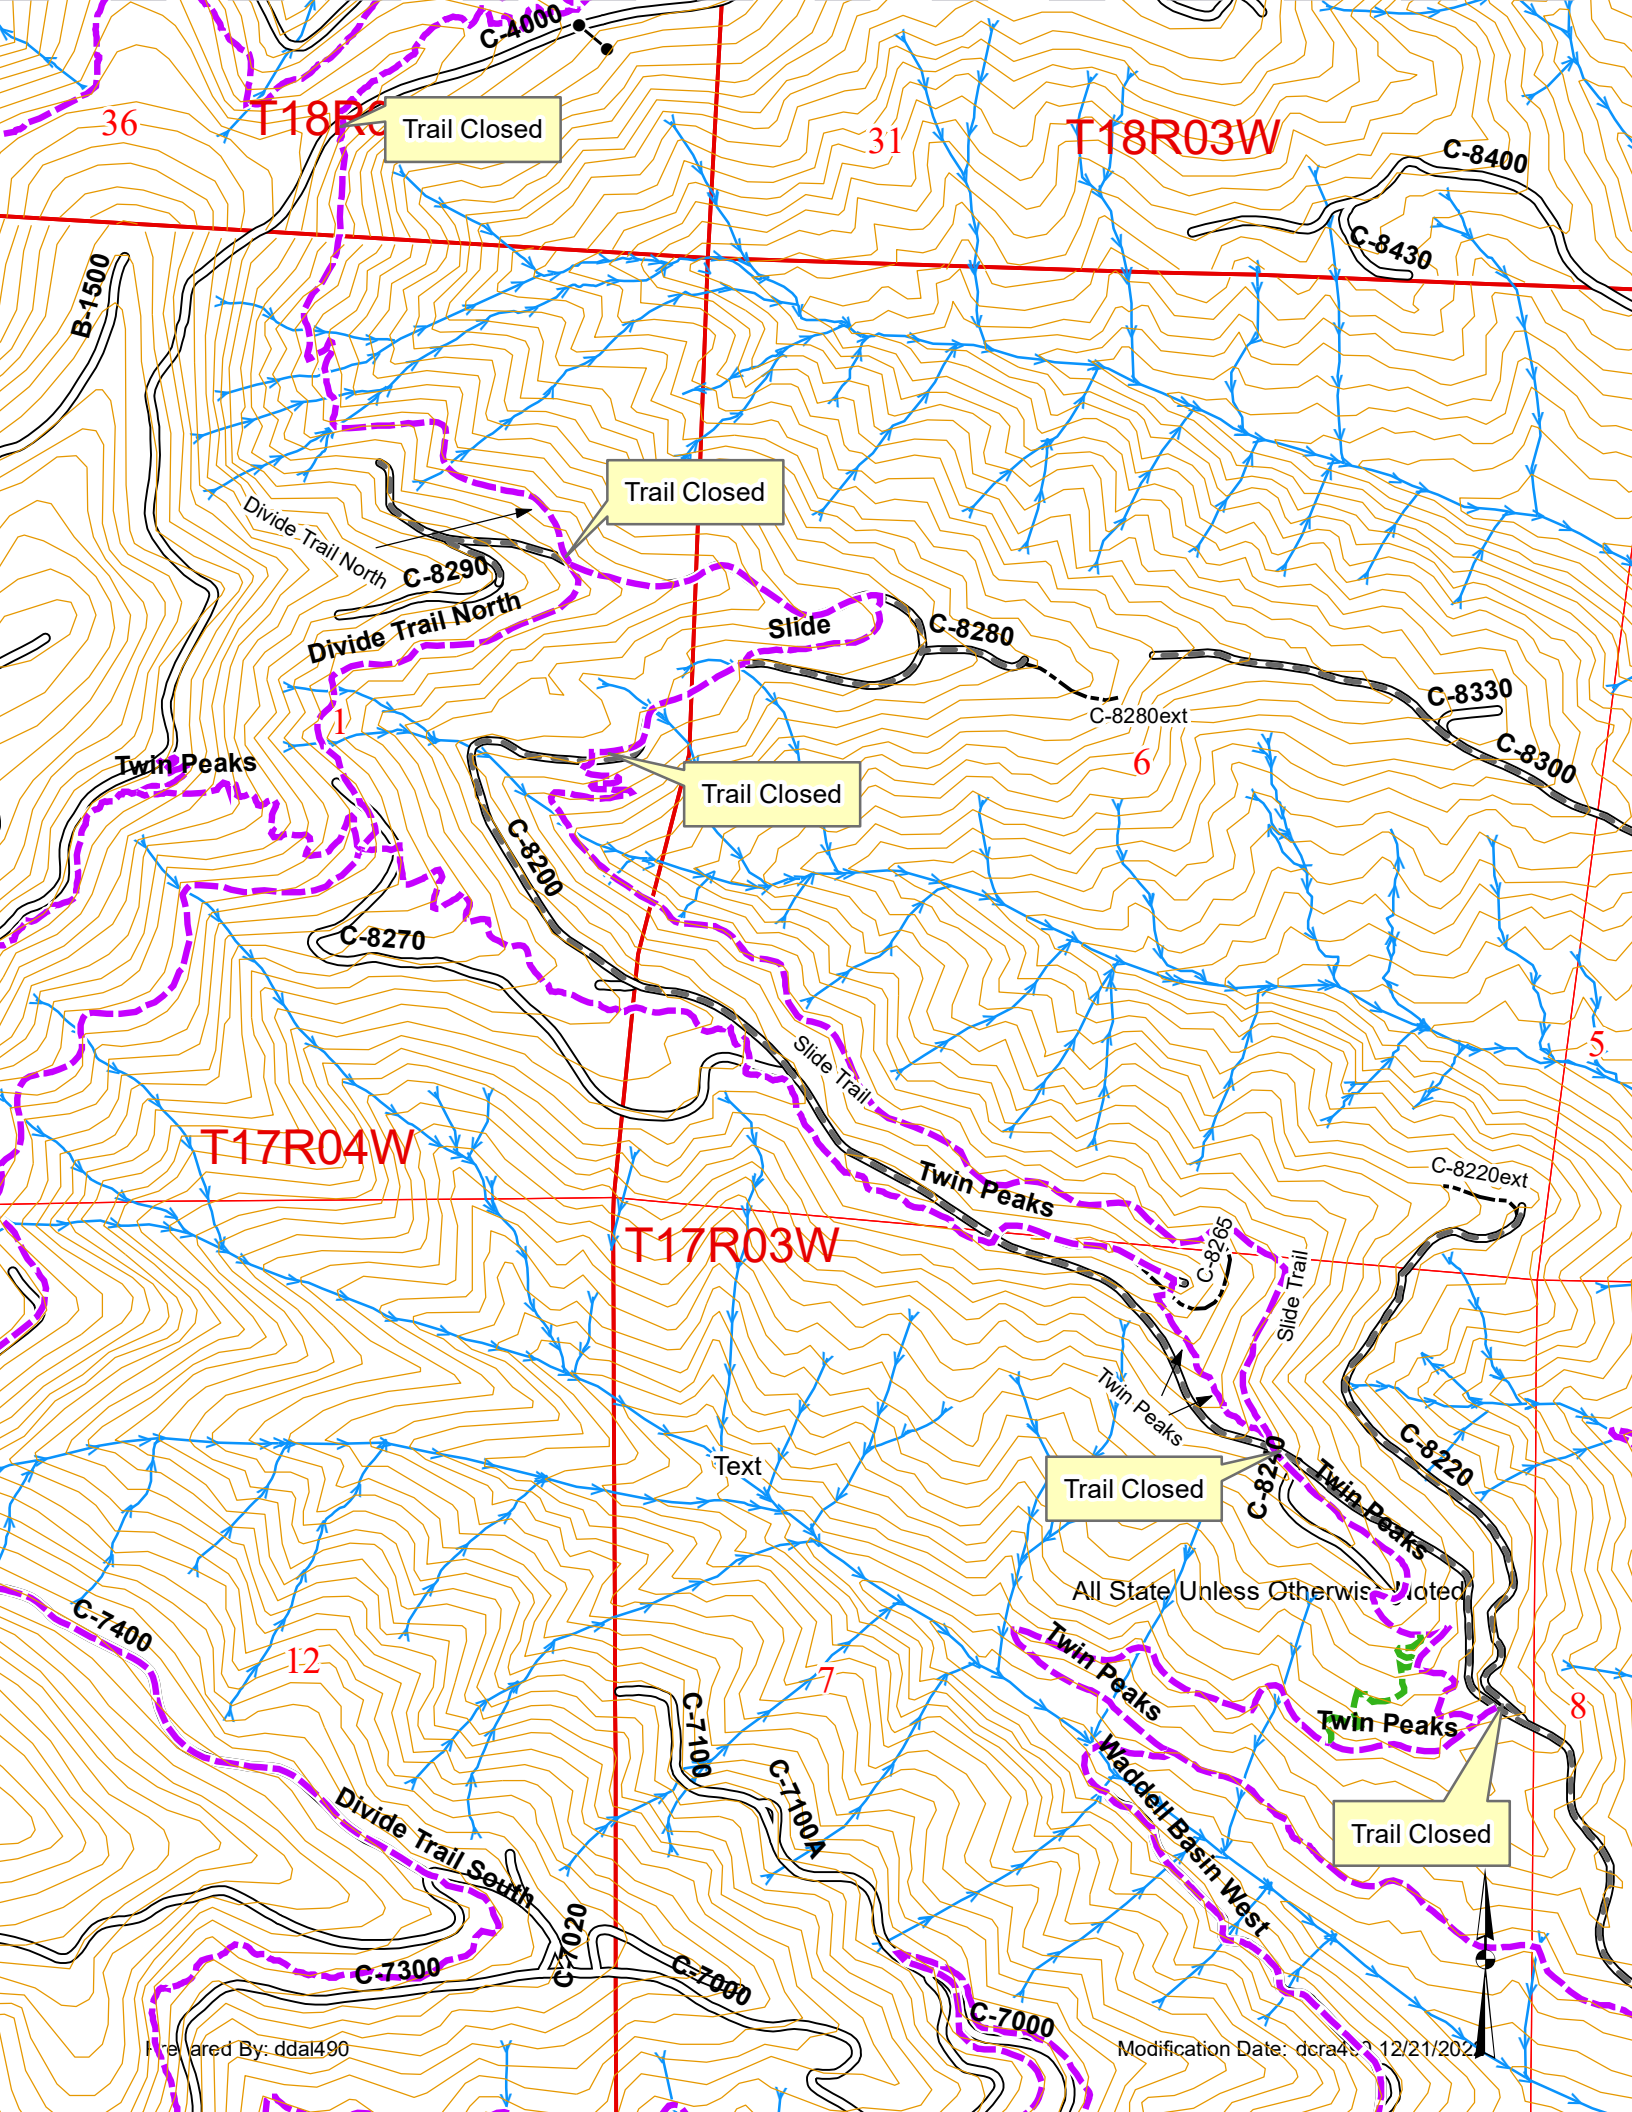 C-4000
36
Trail Closed
31
T18R03W
C-8400
C-8430
B-1500
Trail Closed
Divide Trail North
C-8290
Divide Trail North
Slide
C-8280
C-8280ext
C-8330
C-8300
1
6
Twin Peaks
Trail Closed
C-8200
C-8270
5
Slide Trail
T17R04W
Twin Peaks
C-8220ext
T17R03W
C-8265
Slide Trail
Twin Peaks
Text
Trail Closed
C-8240
Twin Peaks
C-8220
All State Unless Otherwise Noted
C-7400
12
Twin Peaks
7
8
C-7100
Twin Peaks
C-7100A
Waddell Basin West
Divide Trail South
Trail Closed
C-7020
C-7300
C-7000
C-7000
Prepared By: ddal490
Modification Date: dcra490 12/21/2022